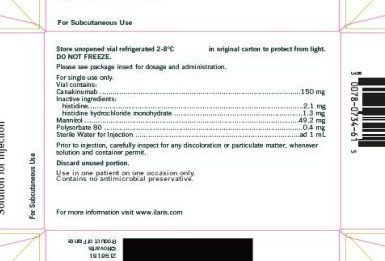 For Subcutaneous Use
Store unopened vial refrigerated 2-8°C in original carton to protect from light.
DO NOT FREEZE.
Please see package insert for dosage and administration.
For single use only.
Vial contains:
Canakinumab 150 mg
Inactive ingredients:
histidine 2.1 mg
histidine hydrochloride monohydrate 1.3 mg
Mannitol 49.2 mg
Polysorbate 80 0.4 mg
Sterile Water for Injection ad 1 mL
Prior to injection, carefully inspect for any discoloration or particulate matter, whenever
solution and container permit.
Discard unused portion.
Use in one patient on one occasion only.
Contains no antimicrobial preservative.
For more information visit www.ilaris.com
Solution for Injection
For Subcutaneous Use
3 0078-0734-61 5
©Novartis